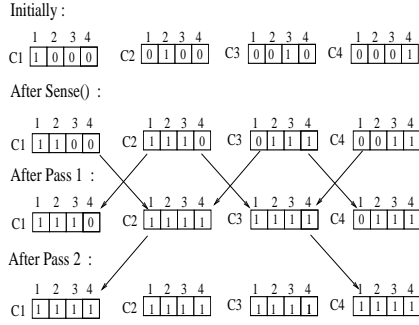 Initially :
1 2 3 4 1 2 3 4 1 2 3 4 1 2 3 4
C1 1 0 0 0 C2 0 1 0 0 C3 0 0 1 0 C4 0 0 0 1
After Sense() :
1 2 3 4 1 2 3 4 1 2 3 4 1 2 3 4
C1 1 1 0 0 C2 1 1 1 0 C3 0 1 1 1 C4 0 0 1 1
After Pass 1 :
1 2 3 4 1 2 3 4 1 2 3 4 1 2 3 4
C1 1 1 1 0 C2 1 1 1 1 C3 1 1 1 1 C4 0 1 1 1
After Pass 2 :
1 2 3 4 1 2 3 4 1 2 3 4 1 2 3 4
C1 1 1 1 1 C2 1 1 1 1 C3 1 1 1 1 C4 1 1 1 1